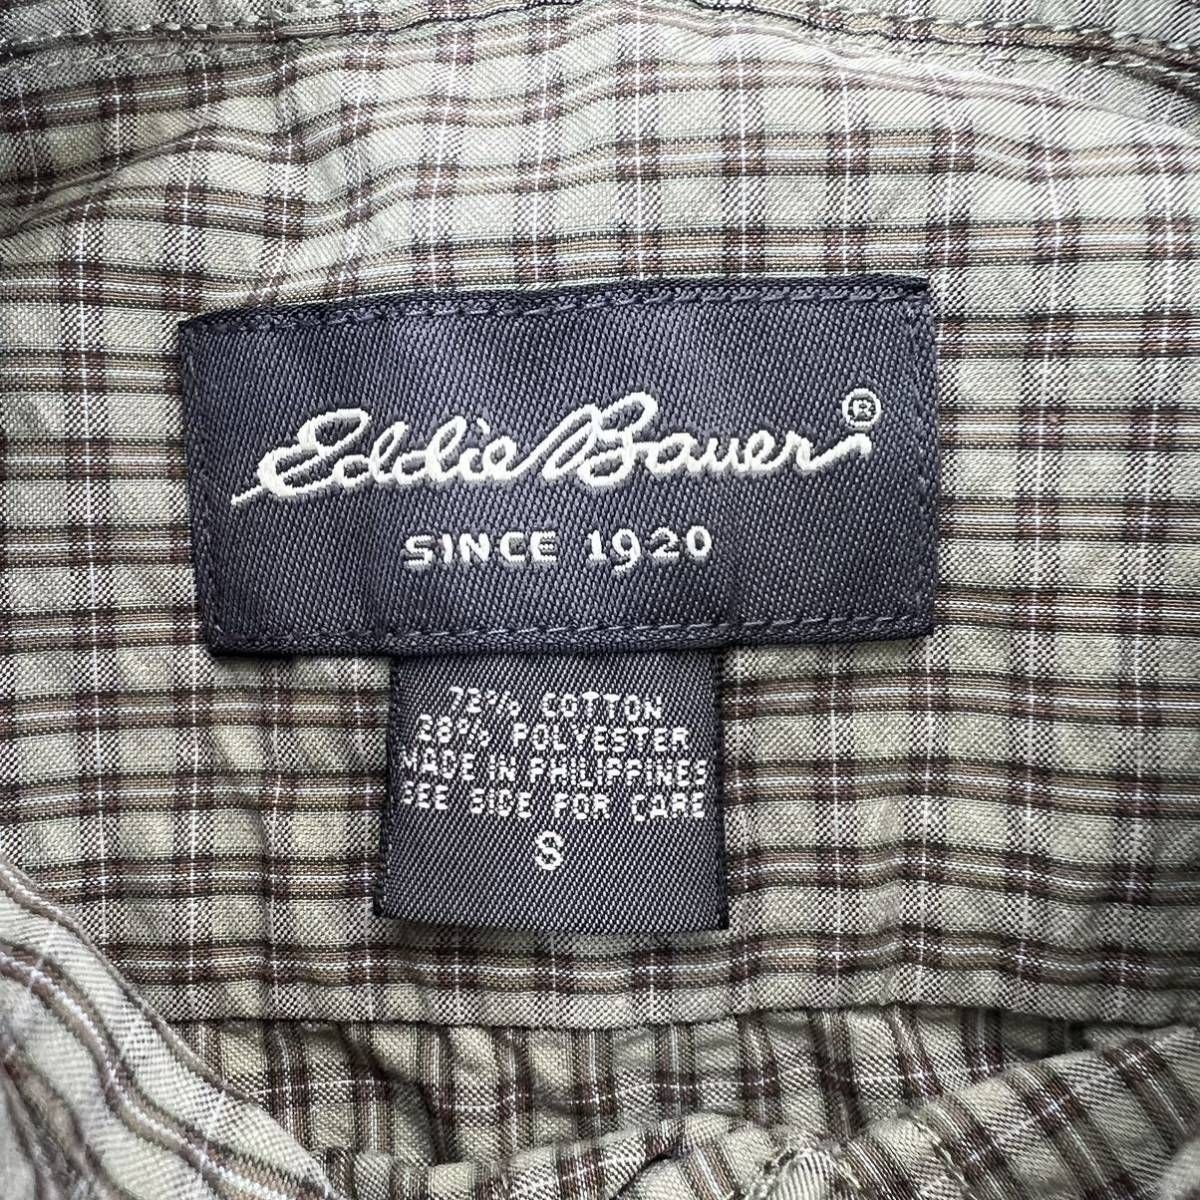 Eddie Bauer®
SINCE 1920
72% COTTON
28% POLYESTER
MADE IN PHILIPPINES
SEE SIDE FOR CARE
S